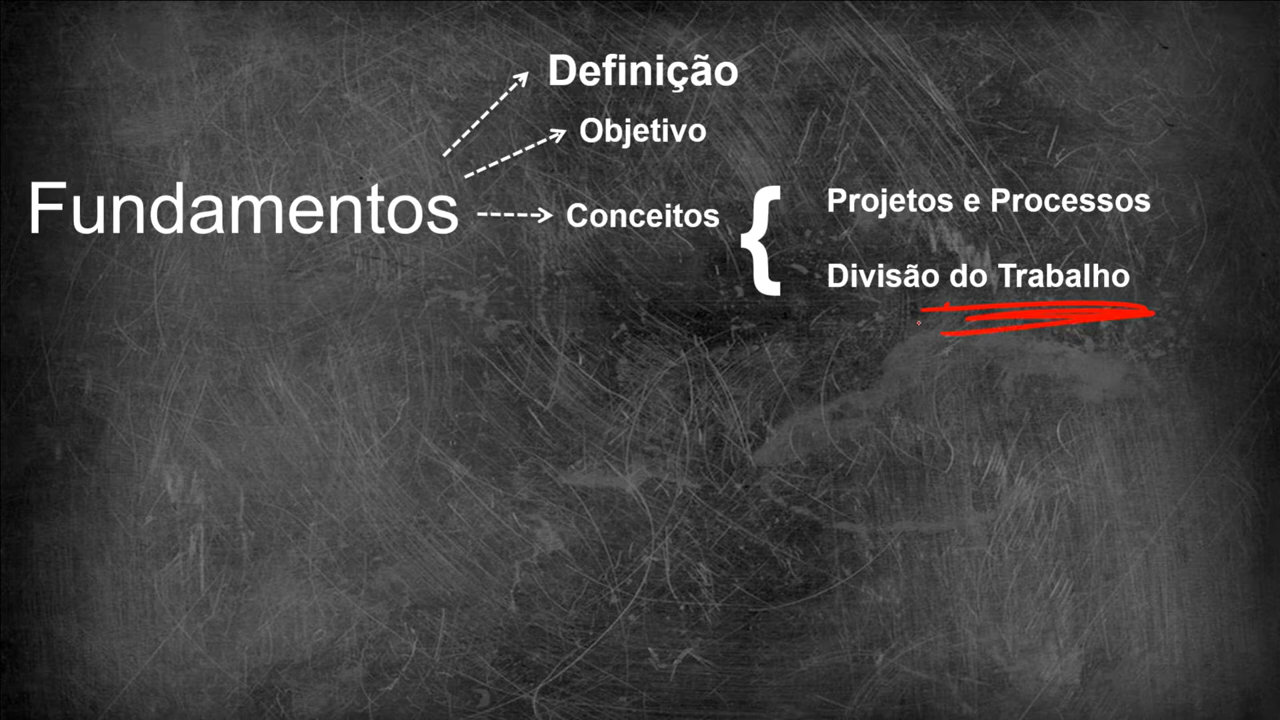 Definição
Objetivo
Fundamentos
Conceitos
{
Projetos e Processos
Divisão do Trabalho